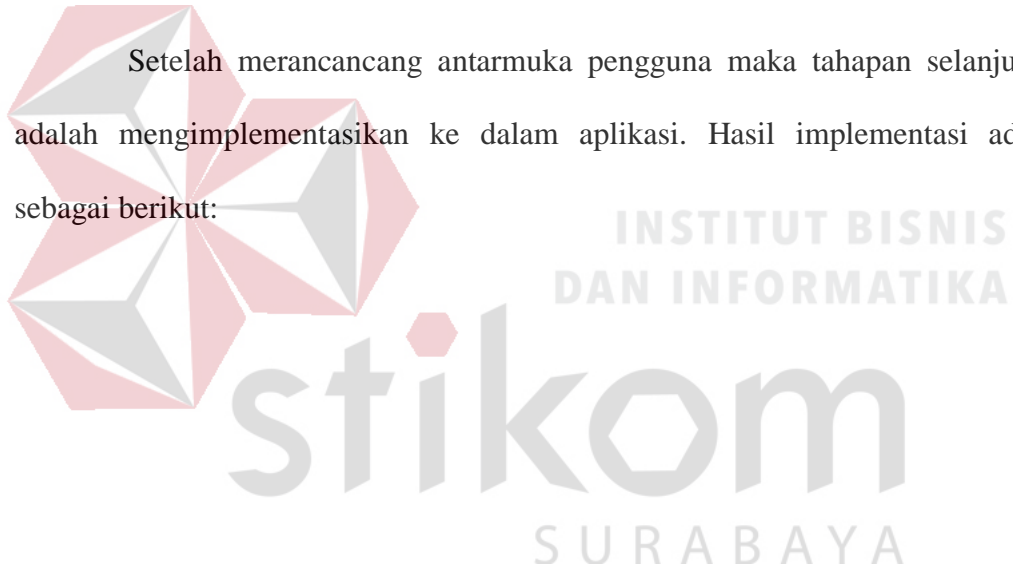 Setelah merancancang antarmuka pengguna maka tahapan selanju
adalah mengimplementasikan ke dalam aplikasi. Hasil implementasi ad
sebagai berikut:
INSTITUT BISNIS
DAN INFORMATIKA
stikom
SURABAYA